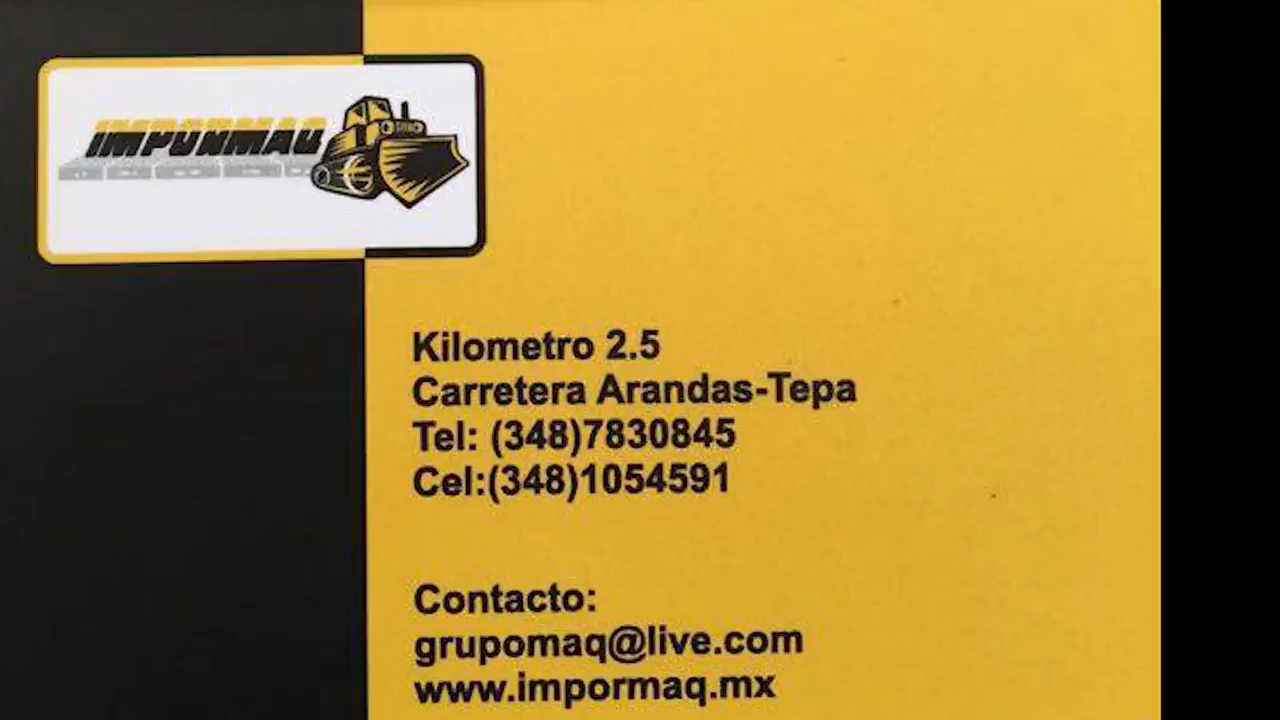 IMPORMAQ
Kilometro 2.5
Carretera Arandas-Tepa
Tel: (348)7830845
Cel:(348)1054591
Contacto:
grupomaq@live.com
www.impormaq.mx